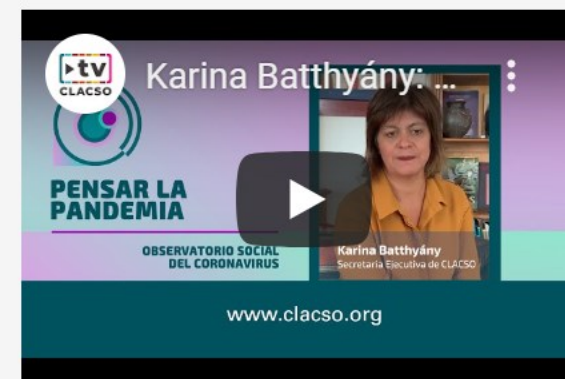 tv
CLACSO
Karina Batthyány: ...
PENSAR LA
PANDEMIA
OBSERVATORIO SOCIAL
DEL CORONAVIRUS
Karina Batthyány
Secretaria Ejecutiva de CLACSO
www.clacso.org